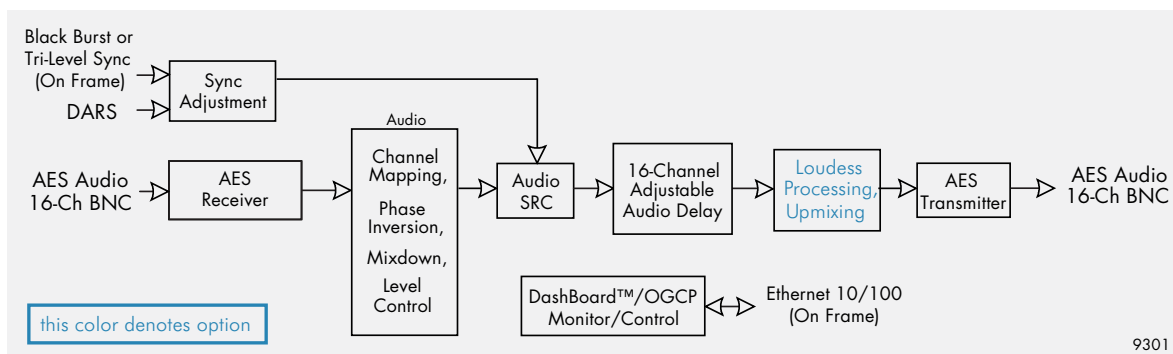 Black Burst or
Tri-Level Sync
(On Frame)
DARS
Sync
Adjustment
AES Audio
16-Ch BNC
AES
Receiver
Audio
Channel
Mapping,
Phase
Inversion,
Mixdown,
Level
Control
Audio
SRC
16-Channel
Adjustable
Audio Delay
Loudess
Processing,
Upmixing
AES
Transmitter
AES Audio
16-Ch BNC
DashBoard™/OGCP
Monitor/Control
Ethernet 10/100
(On Frame)
this color denotes option
9301